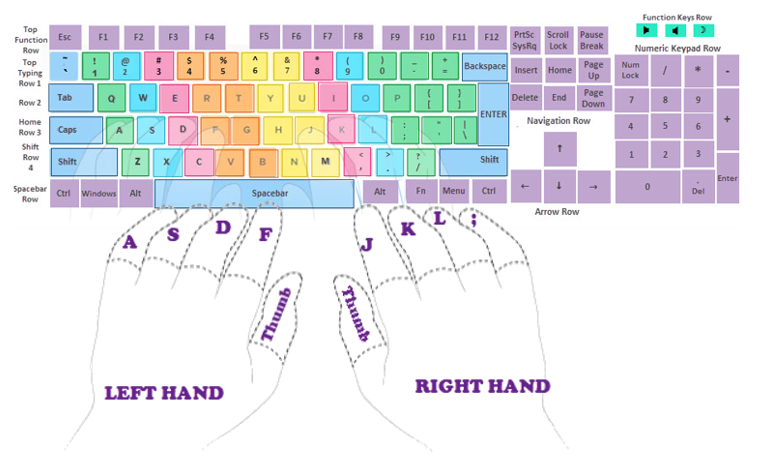 Function Keys Row
Top Function Row
Esc F1 F2 F3 F4 F5 F6 F7 F8 F9 F10 F11 F12 PrtSc SysRq Scroll Lock Pause Break
Numeric Keypad Row
Top Typing Row 1
~ ` ! 1 @ 2 # 3 $ 4 % 5 ^ 6 & 7 * 8 ( 9 ) 0 _ - + = Backspace Insert Home Page Up Num Lock / * -
Row 2
Tab Q W E R T Y U I O P { [ } ] ENTER Delete End Page Down 7 8 9 +
Home Row 3
Caps A S D F G H J K L : ; " ' | \ Navigation Row 4 5 6
Shift Row 4
Shift Z X C V B N M < , > . ? / Shift ↑ 1 2 3 Enter
Spacebar Row
Ctrl Windows Alt Spacebar Alt Fn Menu Ctrl ← ↓ → 0 . Del
Arrow Row
A S D F J K L ;
Thumb Thumb
LEFT HAND RIGHT HAND